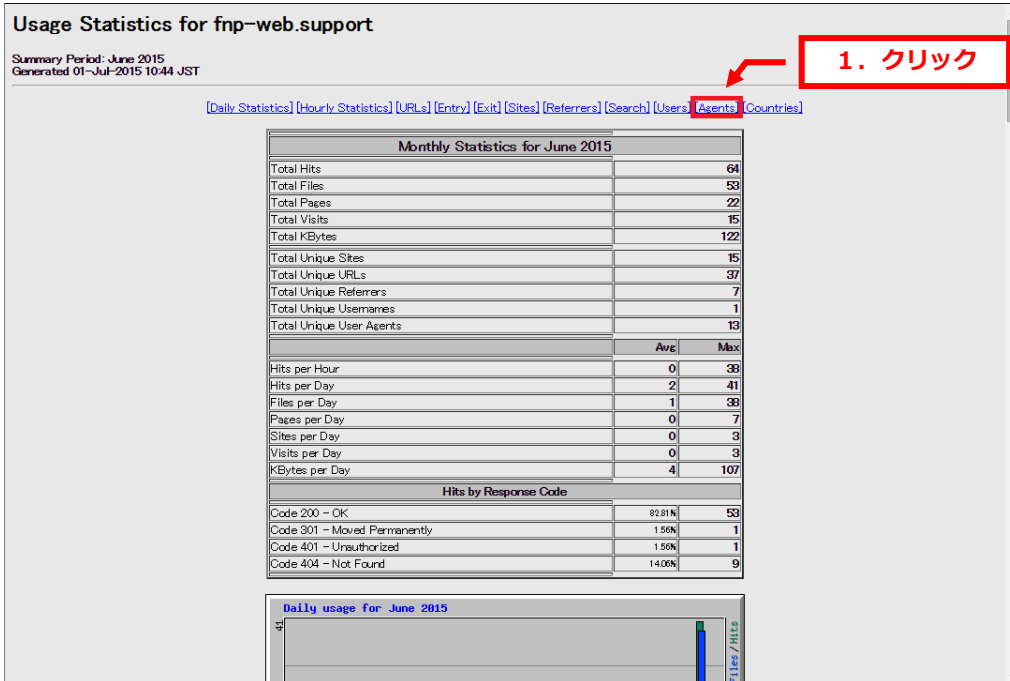 Usage Statistics for fnp-web.support
Summary Period: June 2015
Generated 01-Jul-2015 10:44 JST
1．クリック
[Daily Statistics] [Hourly Statistics] [URLs] [Entry] [Exit] [Sites] [Referrers] [Search] [Users] [Agents] [Countries]
Monthly Statistics for June 2015
Total Hits 64
Total Files 53
Total Pages 22
Total Visits 15
Total KBytes 122
Total Unique Sites 15
Total Unique URLs 37
Total Unique Referrers 7
Total Unique Usernames 1
Total Unique User Agents 13
Avg Max
Hits per Hour 0 38
Hits per Day 2 41
Files per Day 1 38
Pages per Day 0 7
Sites per Day 0 3
Visits per Day 0 3
KBytes per Day 4 107
Hits by Response Code
Code 200 - OK 82.81% 53
Code 301 - Moved Permanently 1.56% 1
Code 401 - Unauthorized 1.56% 1
Code 404 - Not Found 14.06% 9
Daily usage for June 2015
41
Files / Hits